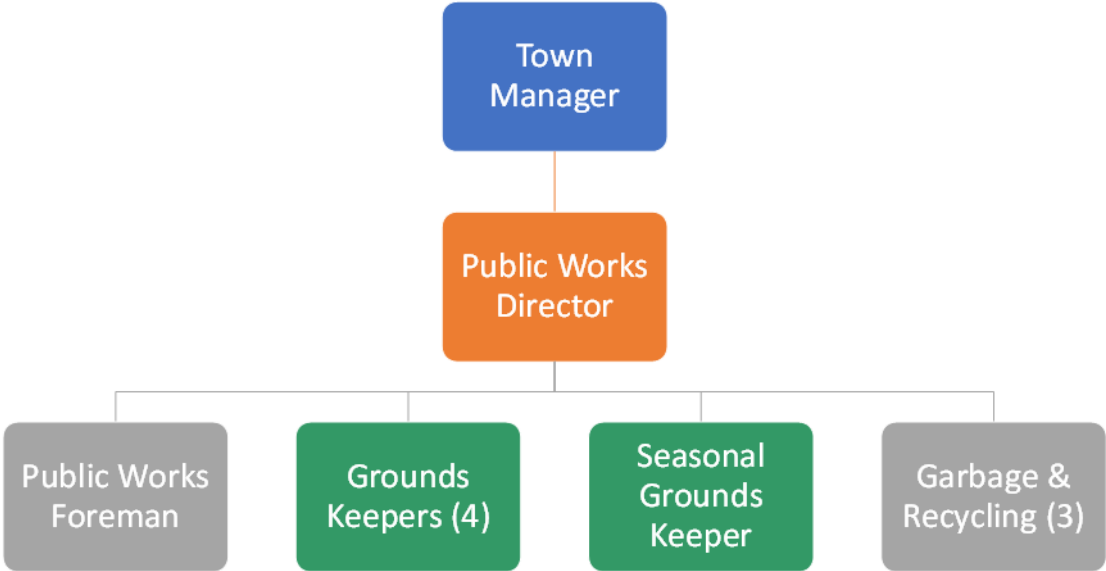 Town
Manager
Public Works
Director
Public Works
Foreman
Grounds
Keepers (4)
Seasonal
Grounds
Keeper
Garbage &
Recycling (3)